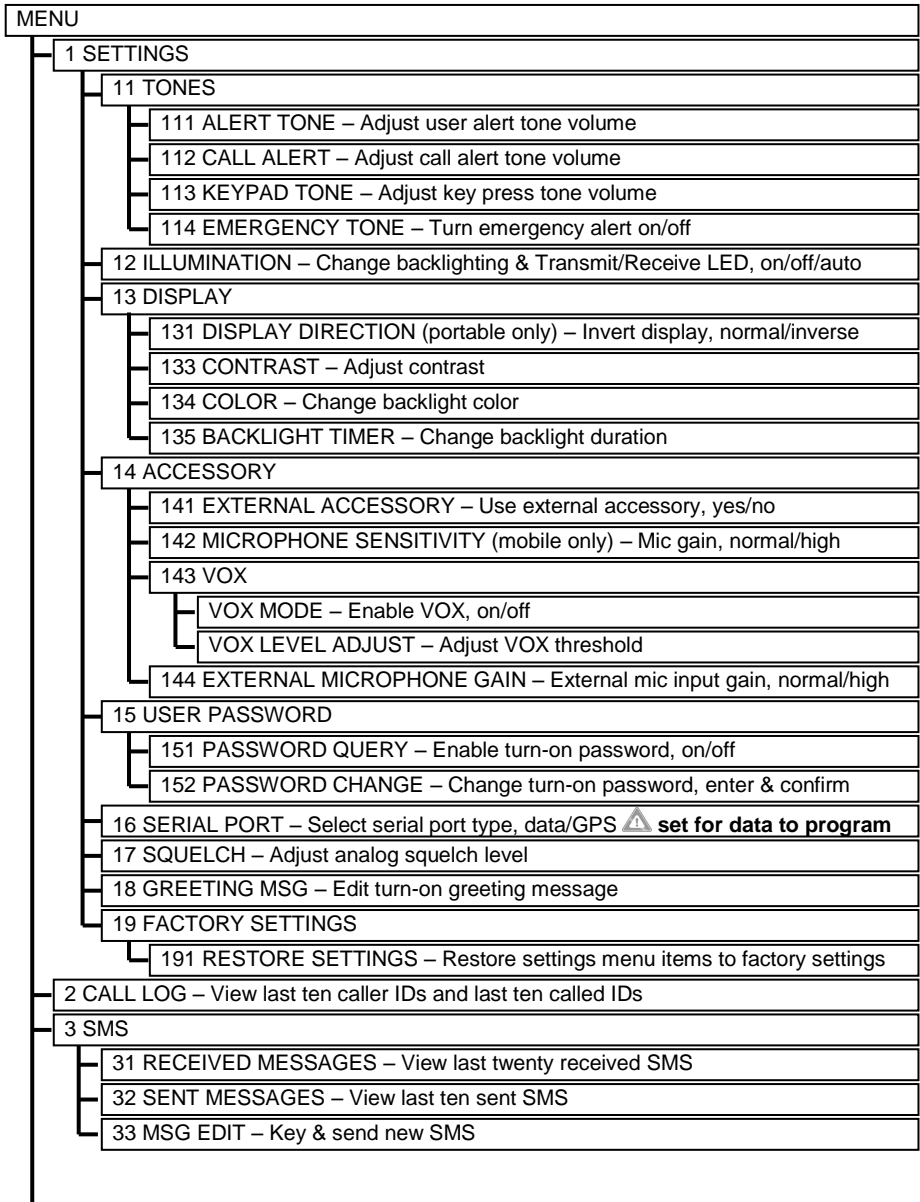 MENU
1 SETTINGS
11 TONES
111 ALERT TONE – Adjust user alert tone volume
112 CALL ALERT – Adjust call alert tone volume
113 KEYPAD TONE – Adjust key press tone volume
114 EMERGENCY TONE – Turn emergency alert on/off
12 ILLUMINATION – Change backlighting & Transmit/Receive LED, on/off/auto
13 DISPLAY
131 DISPLAY DIRECTION (portable only) – Invert display, normal/inverse
133 CONTRAST – Adjust contrast
134 COLOR – Change backlight color
135 BACKLIGHT TIMER – Change backlight duration
14 ACCESSORY
141 EXTERNAL ACCESSORY – Use external accessory, yes/no
142 MICROPHONE SENSITIVITY (mobile only) – Mic gain, normal/high
143 VOX
VOX MODE – Enable VOX, on/off
VOX LEVEL ADJUST – Adjust VOX threshold
144 EXTERNAL MICROPHONE GAIN – External mic input gain, normal/high
15 USER PASSWORD
151 PASSWORD QUERY – Enable turn-on password, on/off
152 PASSWORD CHANGE – Change turn-on password, enter & confirm
16 SERIAL PORT – Select serial port type, data/GPS ⚠ set for data to program
17 SQUELCH – Adjust analog squelch level
18 GREETING MSG – Edit turn-on greeting message
19 FACTORY SETTINGS
191 RESTORE SETTINGS – Restore settings menu items to factory settings
2 CALL LOG – View last ten caller IDs and last ten called IDs
3 SMS
31 RECEIVED MESSAGES – View last twenty received SMS
32 SENT MESSAGES – View last ten sent SMS
33 MSG EDIT – Key & send new SMS